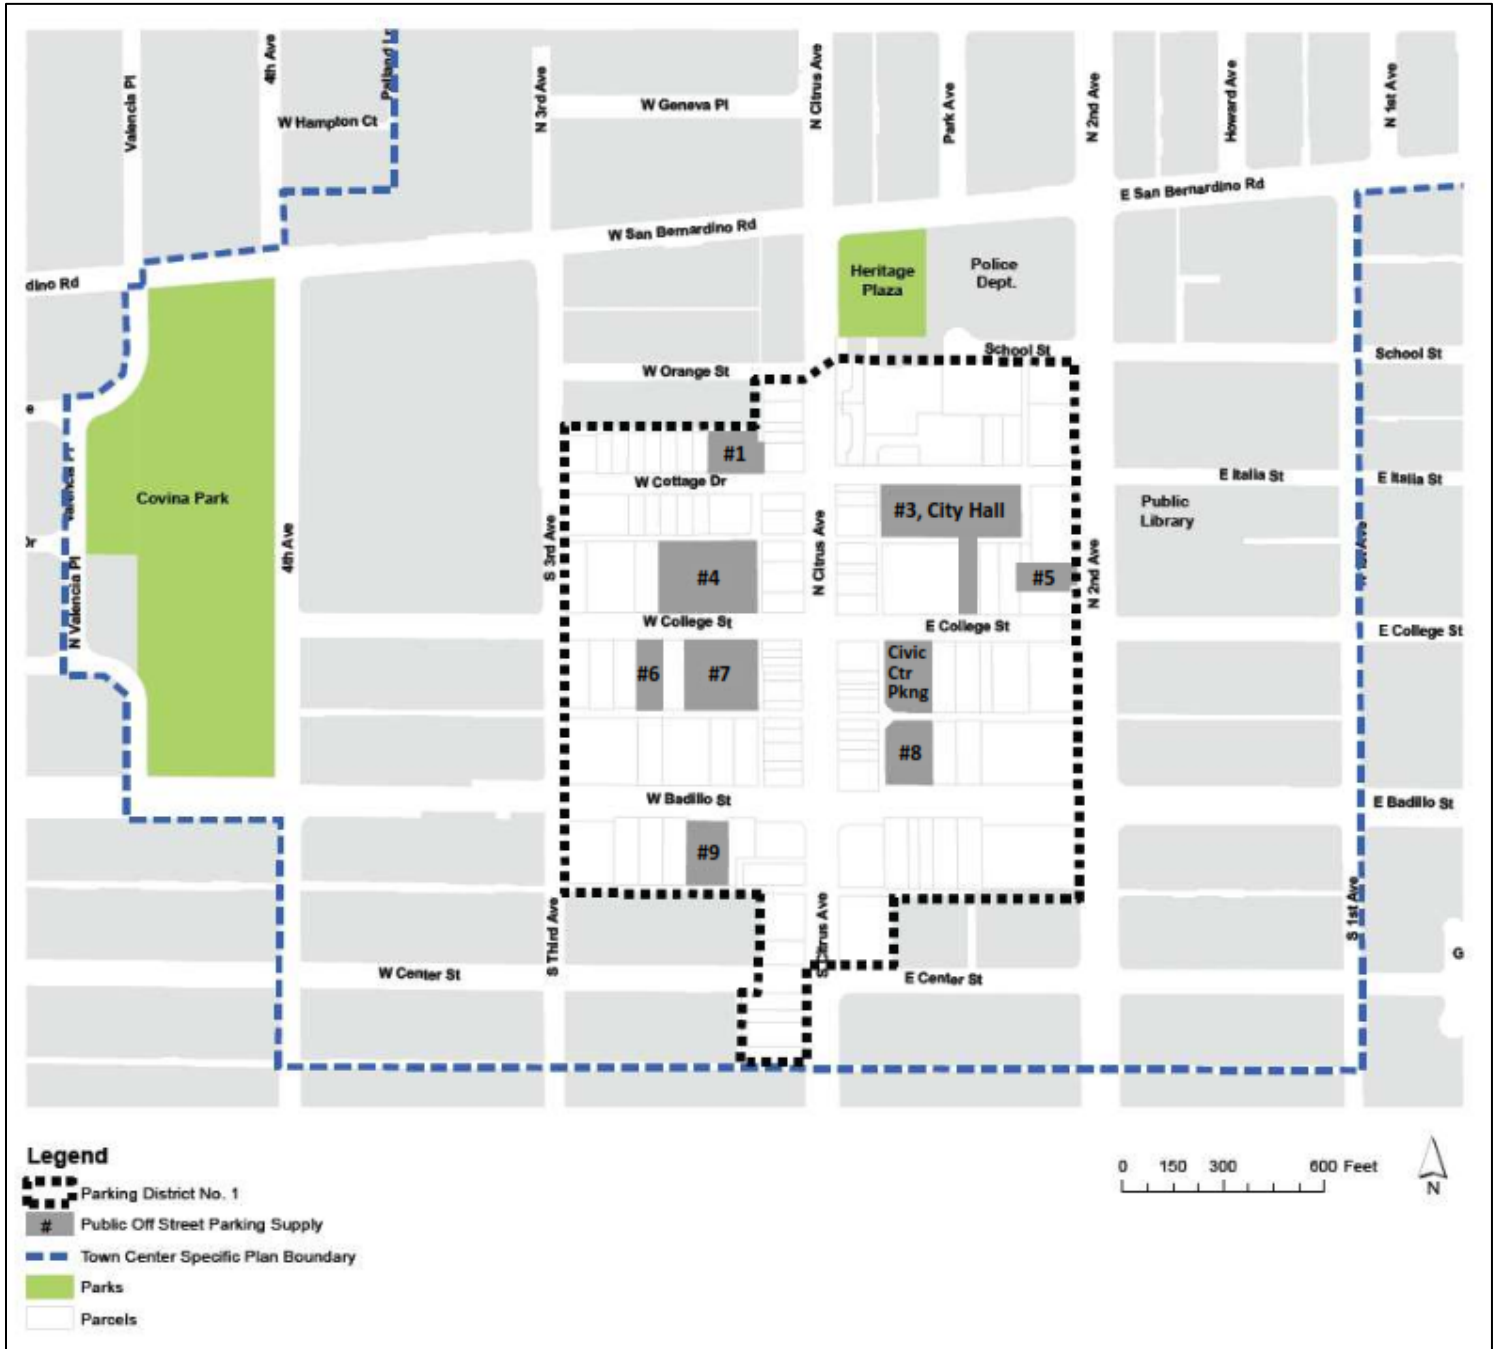 Valencia Pl
4th Ave
W Hampton Ct
N 3rd Ave
W Geneva Pl
N Citrus Ave
Park Ave
N 2nd Ave
Howard Ave
N 1st Ave
E San Bernardino Rd
W San Bernardino Rd
dino Rd
Heritage
Plaza
Police
Dept.
School St
School St
W Orange St
e
#1
W Cottage Dr
E Italia St
E Italia St
Covina Park
#3, City Hall
Public
Library
Dr
4th Ave
S 3rd Ave
N Citrus Ave
#4
#5
N 2nd Ave
N Valencia Pl
W College St
E College St
E College St
#6
#7
Civic
Ctr
Pkng
#8
W Badillo St
E Badillo St
#9
S Third Ave
S Citrus Ave
S 1st Ave
G
W Center St
E Center St
Legend
Parking District No. 1
# Public Off Street Parking Supply
Town Center Specific Plan Boundary
Parks
Parcels
0 150 300 600 Feet
N